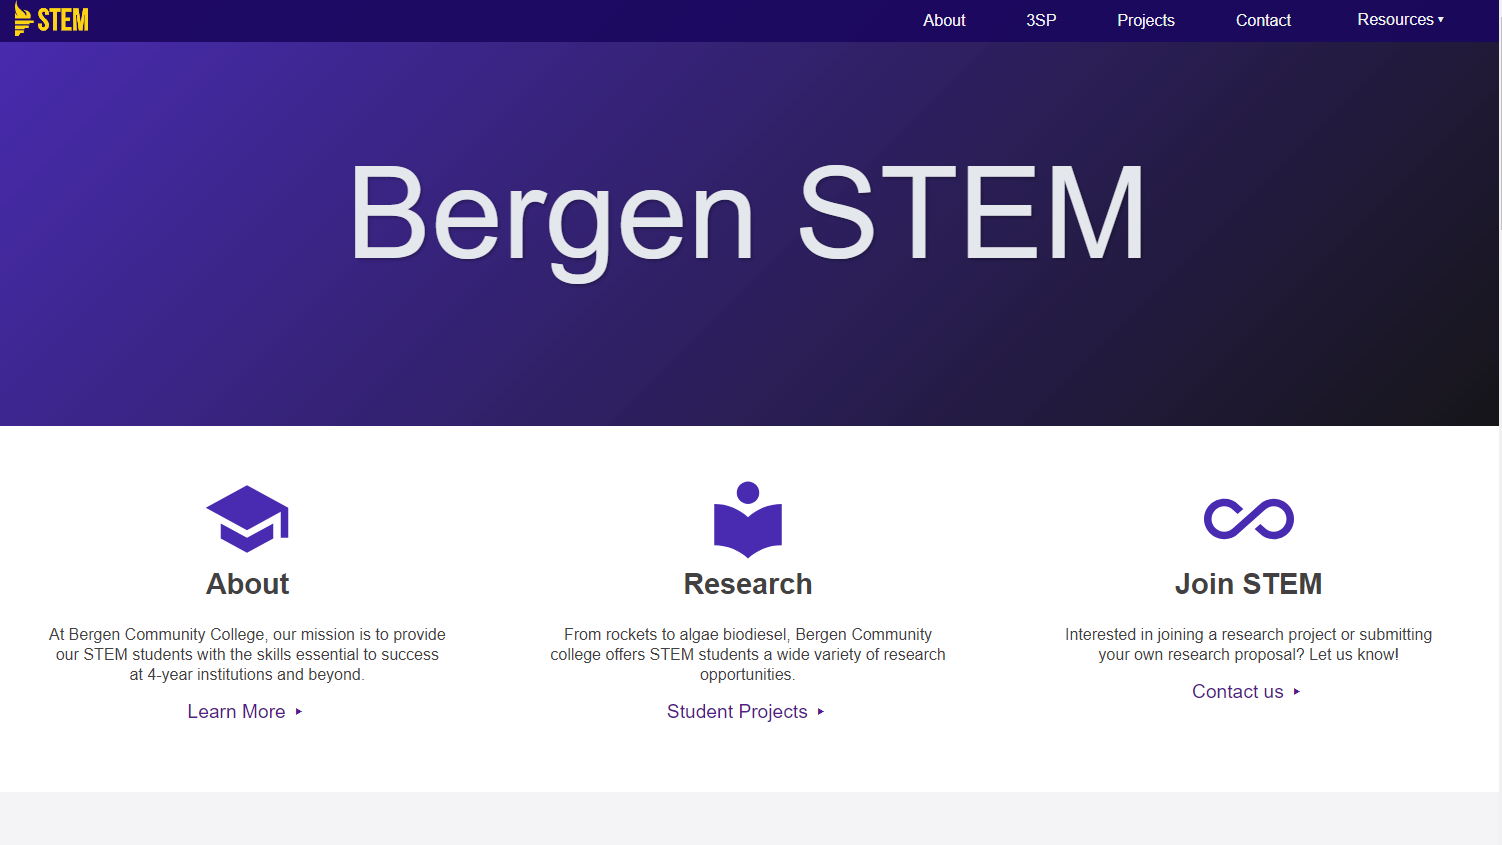 STEM
About 3SP Projects Contact Resources ▾
Bergen STEM
About
At Bergen Community College, our mission is to provide
our STEM students with the skills essential to success
at 4-year institutions and beyond.
Learn More ▸
Research
From rockets to algae biodiesel, Bergen Community
college offers STEM students a wide variety of research
opportunities.
Student Projects ▸
Join STEM
Interested in joining a research project or submitting
your own research proposal? Let us know!
Contact us ▸